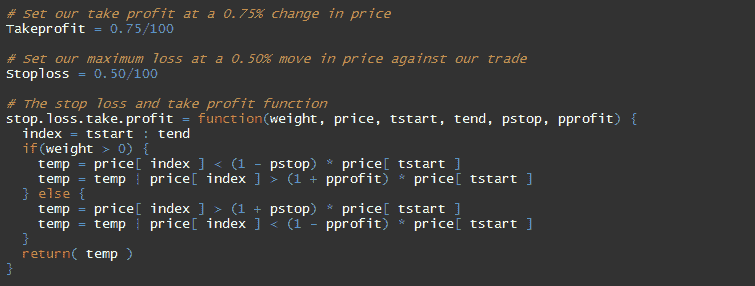 # Set our take profit at a 0.75% change in price
Takeprofit = 0.75/100
# Set our maximum loss at a 0.50% move in price against our trade
Stoploss = 0.50/100
# The stop loss and take profit function
stop.loss.take.profit = function(weight, price, tstart, tend, pstop, pprofit) {
  index = tstart : tend
  if(weight > 0) {
    temp = price[ index ] < (1 - pstop) * price[ tstart ]
    temp = temp | price[ index ] > (1 + pprofit) * price[ tstart ]
  } else {
    temp = price[ index ] > (1 + pstop) * price[ tstart ]
    temp = temp | price[ index ] < (1 - pprofit) * price[ tstart ]
  }
  return( temp )
}